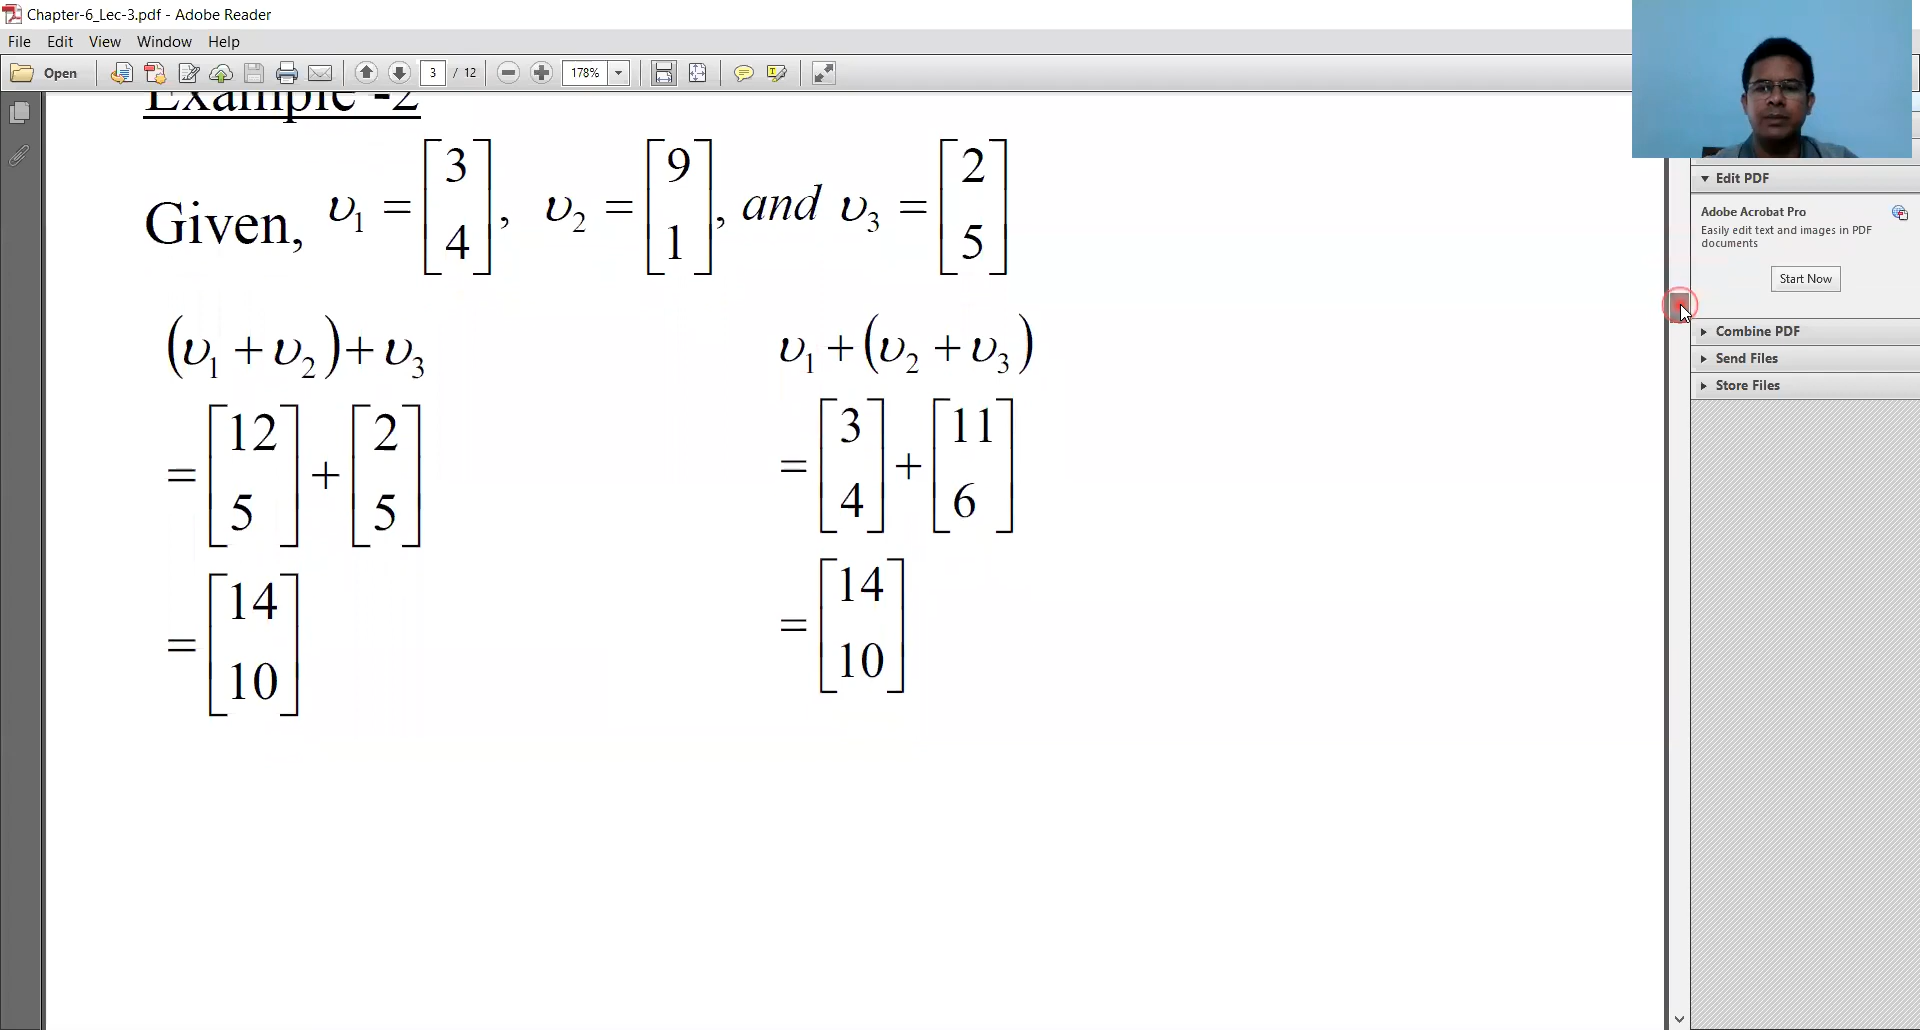 Chapter-6_Lec-3.pdf - Adobe Reader
File Edit View Window Help
Open 3 / 12 178%
Example -2
Given, υ₁ = [3 4], υ₂ = [9 1], and υ₃ = [2 5]
(υ₁ + υ₂) + υ₃
= [12 5] + [2 5]
= [14 10]
υ₁ + (υ₂ + υ₃)
= [3 4] + [11 6]
= [14 10]
Edit PDF
Adobe Acrobat Pro
Easily edit text and images in PDF
documents
Start Now
Combine PDF
Send Files
Store Files